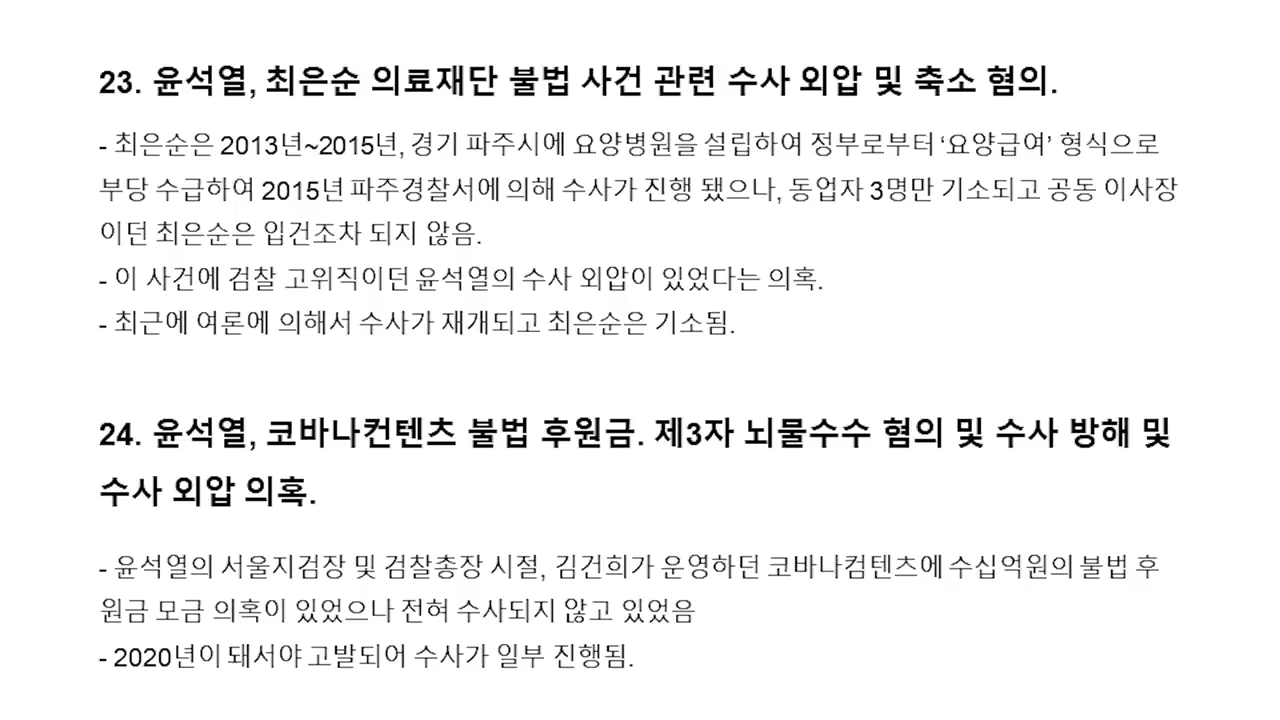 23. 윤석열, 최은순 의료재단 불법 사건 관련 수사 외압 및 축소 혐의.
- 최은순은 2013년~2015년, 경기 파주시에 요양병원을 설립하여 정부로부터 ‘요양급여’ 형식으로
부당 수급하여 2015년 파주경찰서에 의해 수사가 진행 됐으나, 동업자 3명만 기소되고 공동 이사장
이던 최은순은 입건조차 되지 않음.
- 이 사건에 검찰 고위직이던 윤석열의 수사 외압이 있었다는 의혹.
- 최근에 여론에 의해서 수사가 재개되고 최은순은 기소됨.
24. 윤석열, 코바나컨텐츠 불법 후원금. 제3자 뇌물수수 혐의 및 수사 방해 및
수사 외압 의혹.
- 윤석열의 서울지검장 및 검찰총장 시절, 김건희가 운영하던 코바나컴텐츠에 수십억원의 불법 후
원금 모금 의혹이 있었으나 전혀 수사되지 않고 있었음
- 2020년이 돼서야 고발되어 수사가 일부 진행됨.